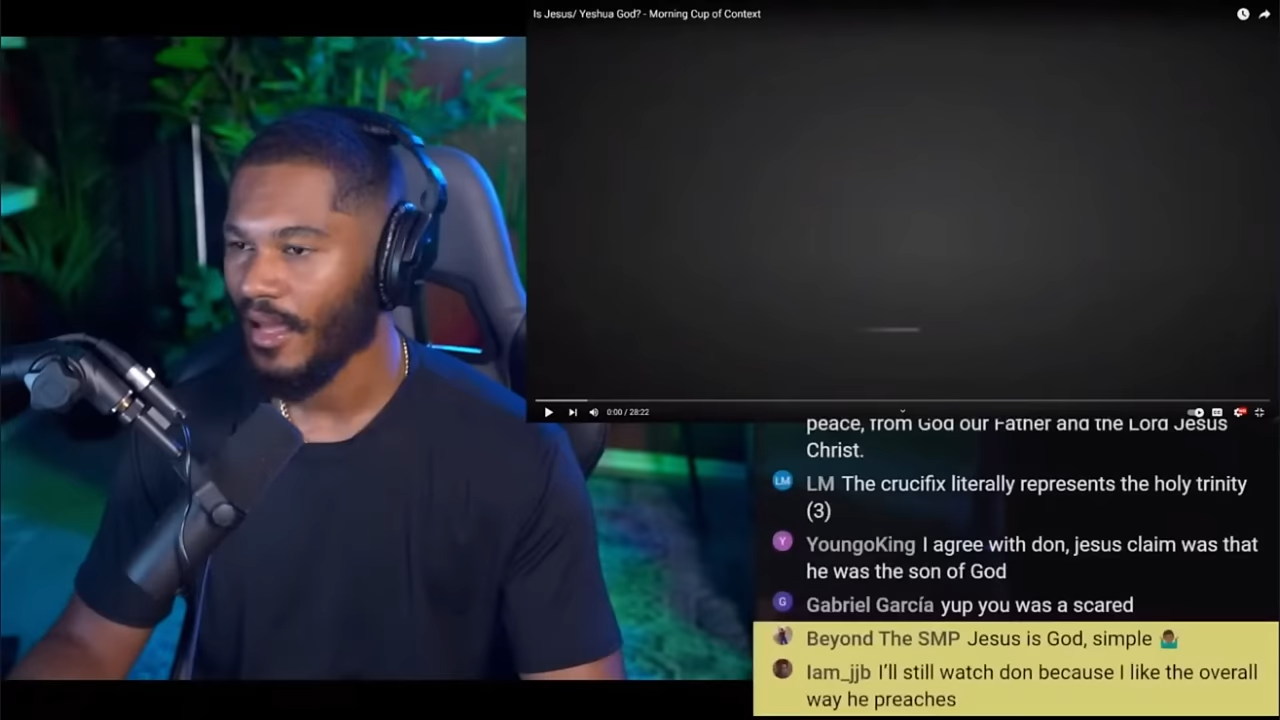 Is Jesus/ Yeshua God? - Morning Cup of Context
0:00 / 28:22
peace, from God our Father and the Lord Jesus
Christ.
LM The crucifix literally represents the holy trinity
(3)
YoungoKing I agree with don, jesus claim was that
he was the son of God
Gabriel García yup you was a scared
Beyond The SMP Jesus is God, simple 🤷🏾‍♂️
Iam_jjb I’ll still watch don because I like the overall
way he preaches